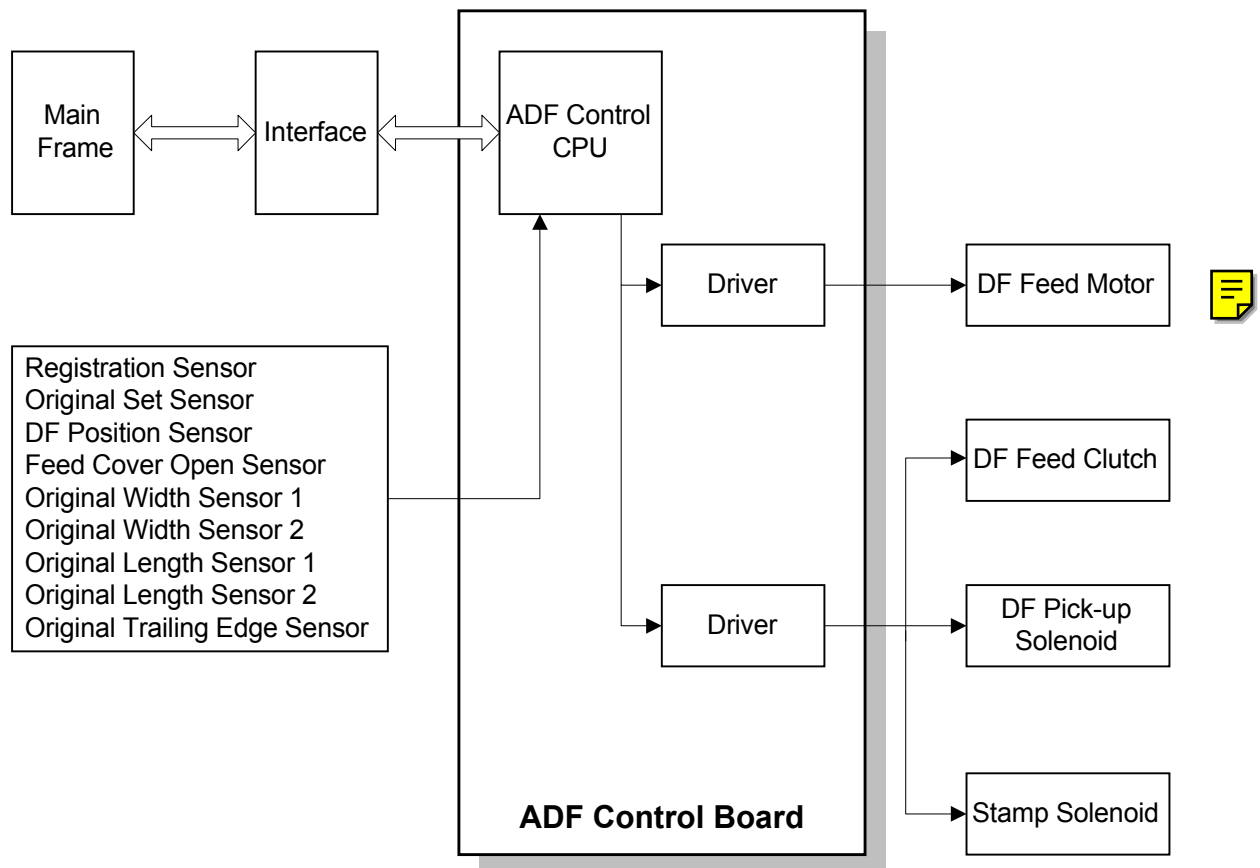 Main
Frame
Interface
ADF Control
CPU
Driver
DF Feed Motor
Registration Sensor
Original Set Sensor
DF Position Sensor
Feed Cover Open Sensor
Original Width Sensor 1
Original Width Sensor 2
Original Length Sensor 1
Original Length Sensor 2
Original Trailing Edge Sensor
DF Feed Clutch
Driver
DF Pick-up
Solenoid
Stamp Solenoid
ADF Control Board